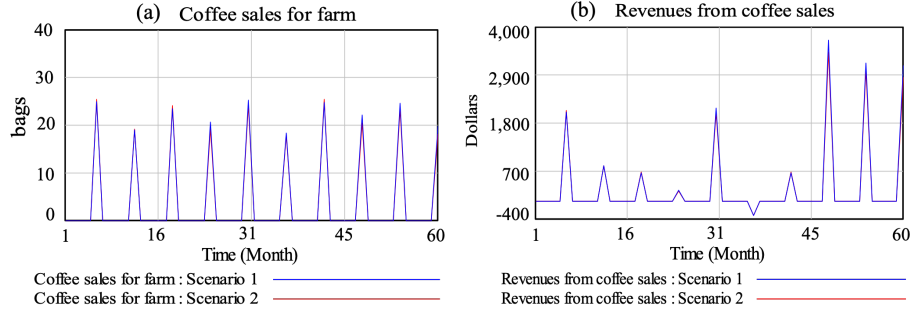 (a) Coffee sales for farm
40
30
20
10
0
bags
1 16 31 45 60
Time (Month)
Coffee sales for farm : Scenario 1
Coffee sales for farm : Scenario 2
(b) Revenues from coffee sales
4,000
2,900
1,800
700
-400
Dollars
1 16 31 45 60
Time (Month)
Revenues from coffee sales : Scenario 1
Revenues from coffee sales : Scenario 2